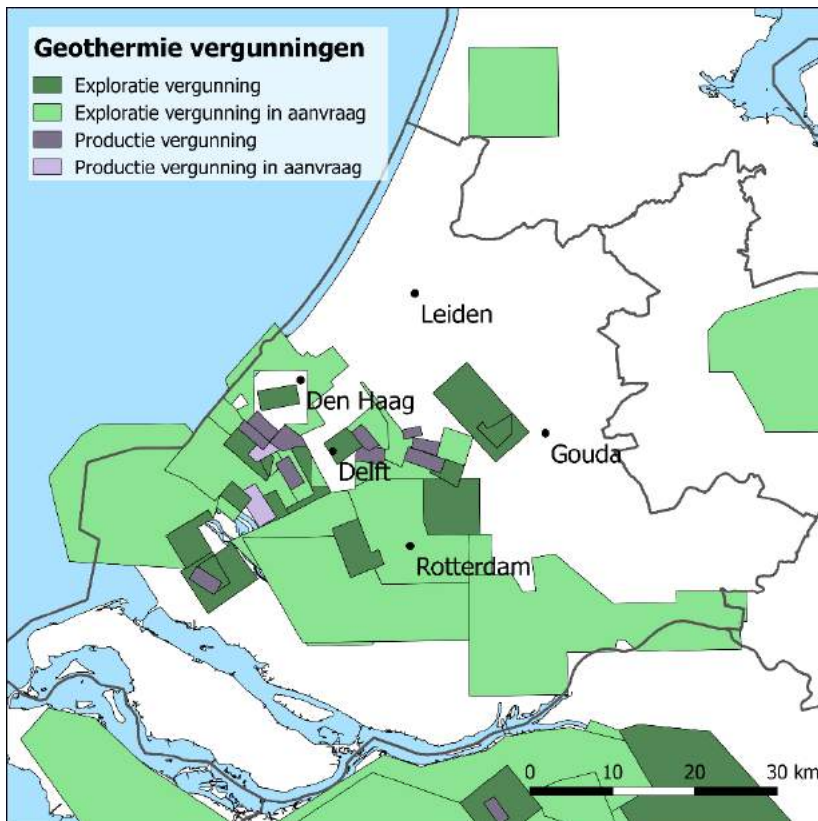 Geothermie vergunningen
Exploratie vergunning
Exploratie vergunning in aanvraag
Productie vergunning
Productie vergunning in aanvraag
Leiden
Den Haag
Gouda
Delft
Rotterdam
0 10 20 30 km